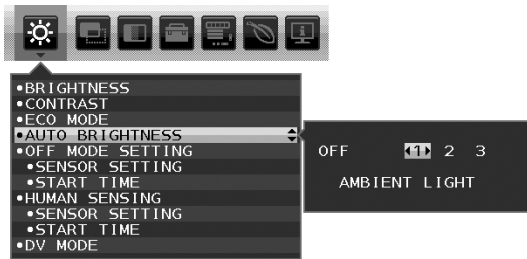 •BRIGHTNESS
•CONTRAST
•ECO MODE
•AUTO BRIGHTNESS
•OFF MODE SETTING
•SENSOR SETTING
•START TIME
•HUMAN SENSING
•SENSOR SETTING
•START TIME
•DV MODE
OFF 1 2 3
AMBIENT LIGHT